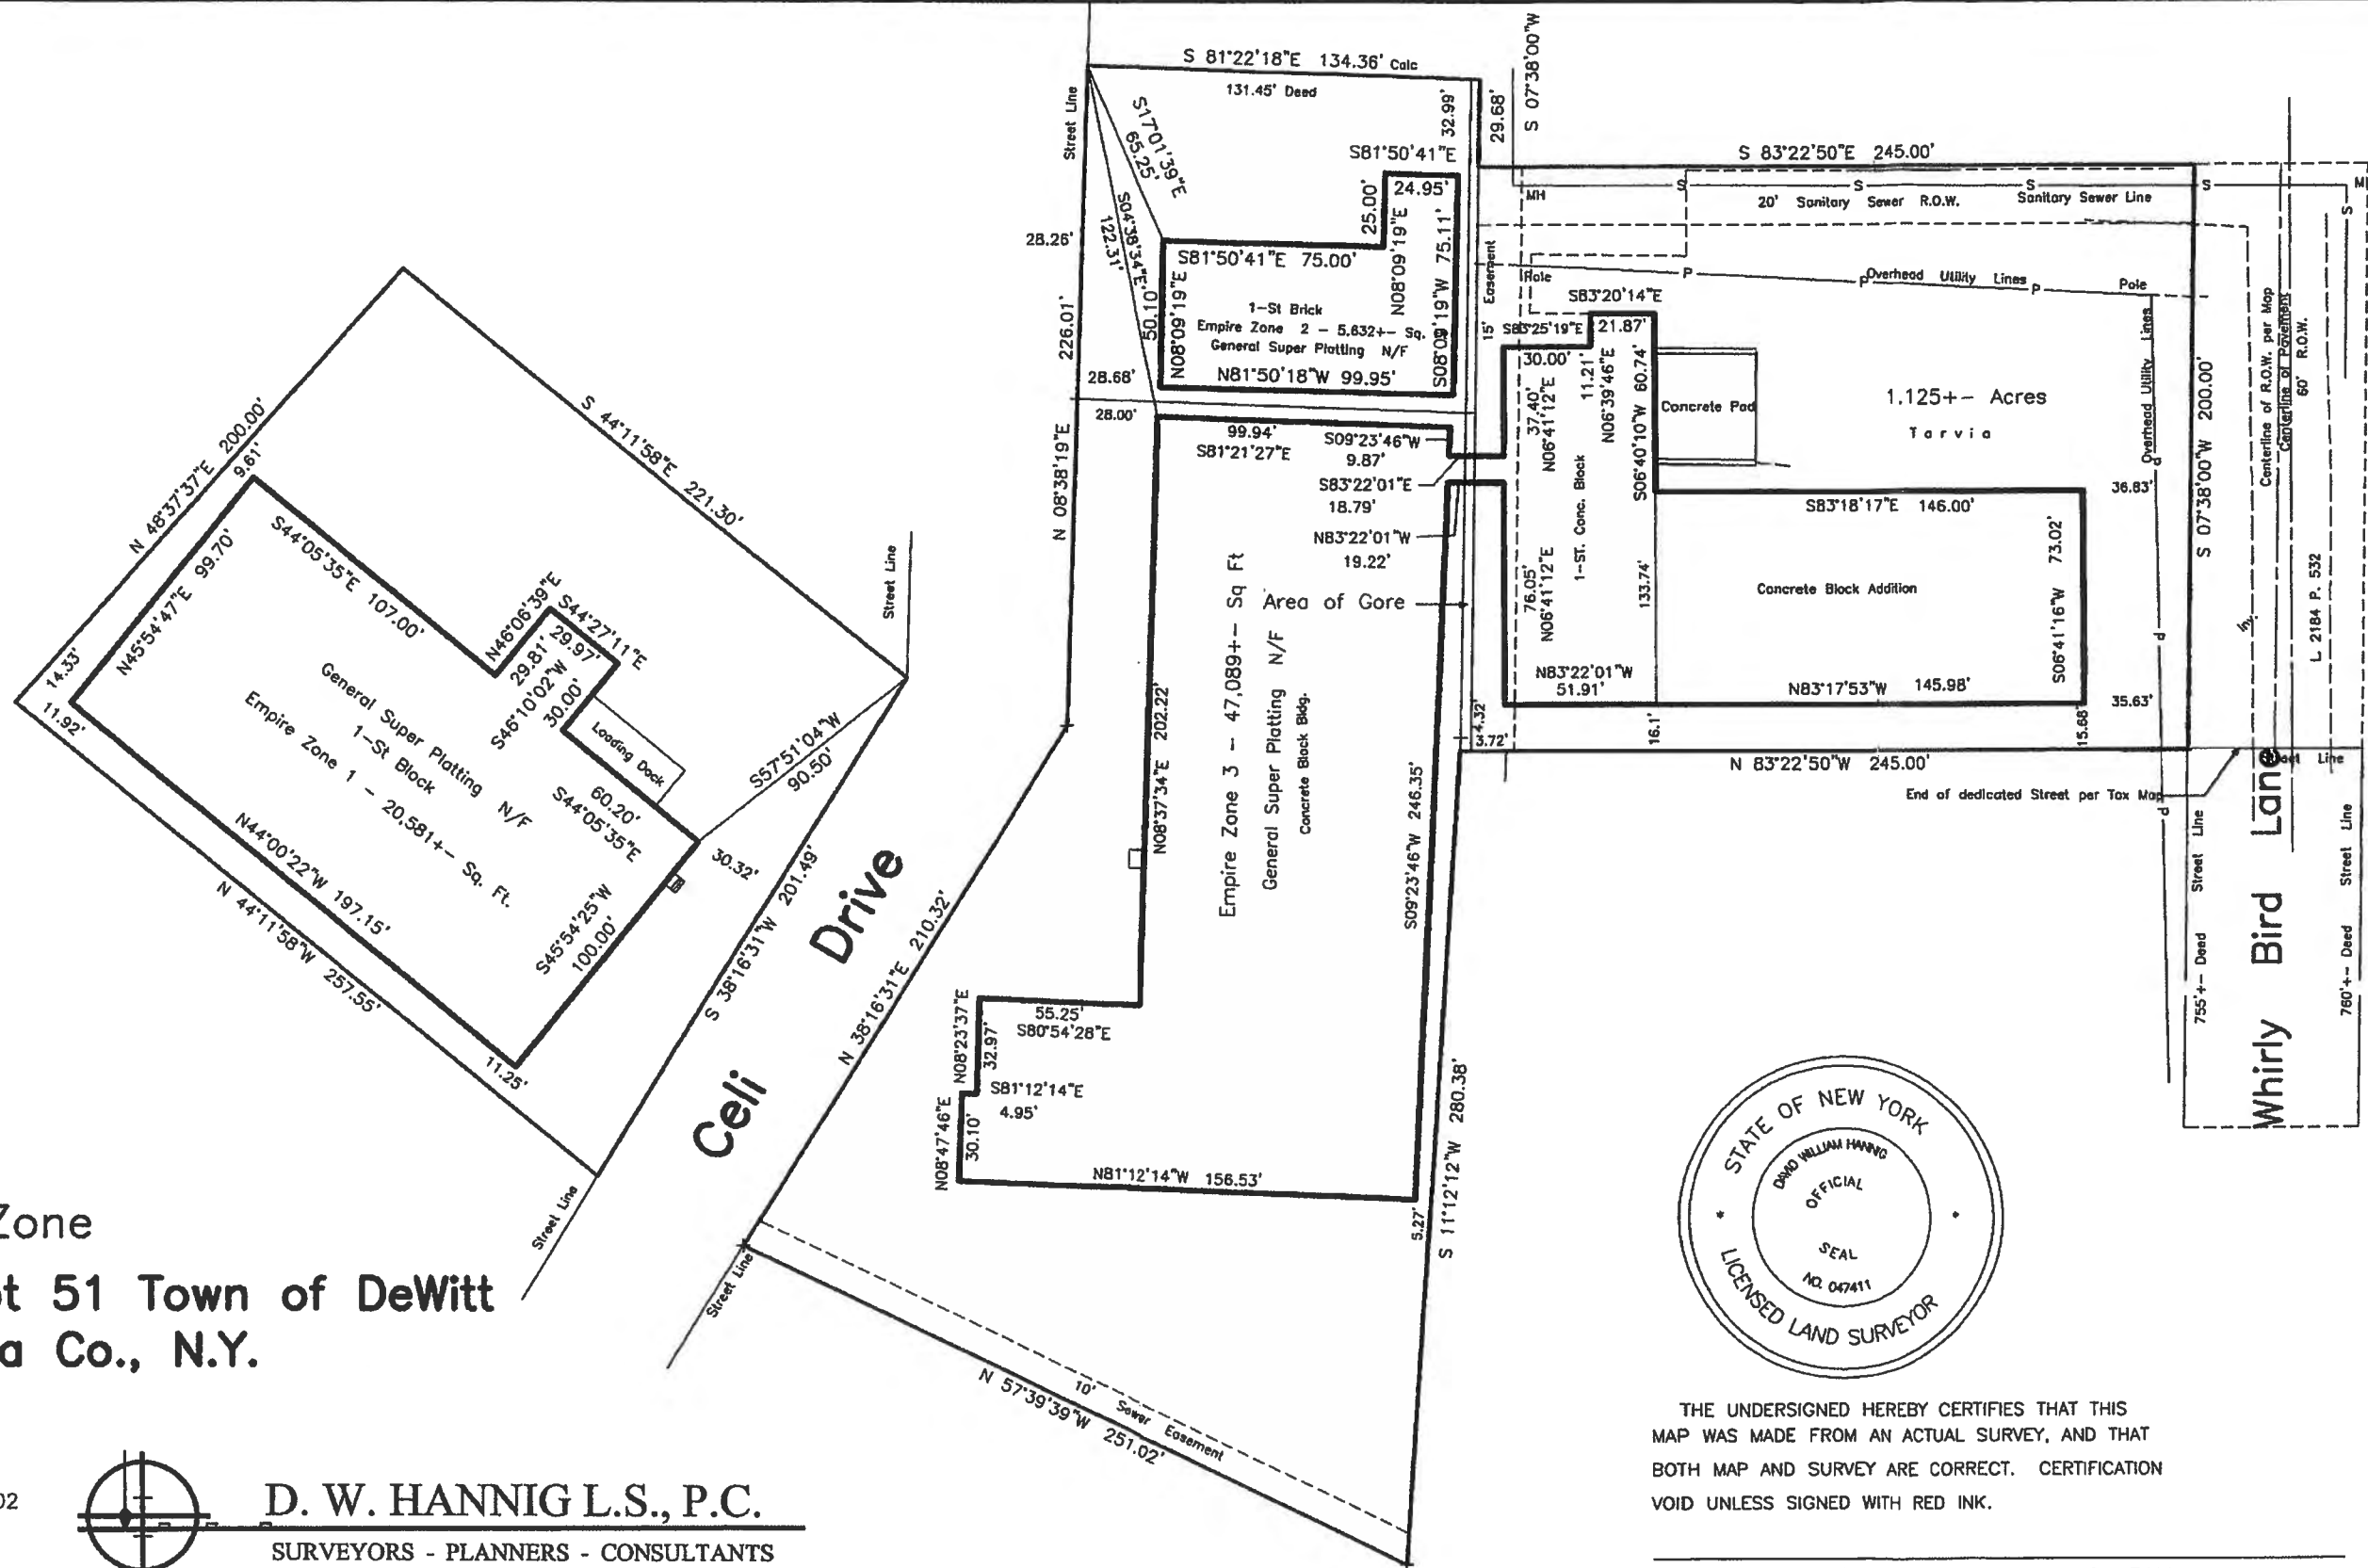 S 81°22'18"E 134.36' Calc
131.45' Deed
Street Line
S17°01'39"E
65.25'
S04°38'34"E
122.31'
32.99'
29.68'
S 07°38'00"W
S81°50'41"E
24.95'
25.00'
N08°09'19"E
S08°09'19"W 75.11'
S81°50'41"E 75.00'
50.10
N08°09'19"E
1-St Brick
Empire Zone 2 - 5,632+- Sq.
General Super Platting N/F
N81°50'18"W 99.95'
28.26'
226.01'
28.68'
28.00'
N 08°38'19"E
S 83°22'50"E 245.00'
MH
S
S
S
S
20' Sanitary Sewer R.O.W.
Sanitary Sewer Line
S
Easement
15'
Pole
P
P
Overhead Utility Lines
P
Pole
S83°20'14"E
S83°25'19"E
21.87'
30.00'
37.40'
N06°41'12"E
11.21'
N06°39'46"E
S06°40'10"W 60.74'
Concrete Pad
1.125+- Acres
Tarvia
Overhead Utility Lines
S 07°38'00"W 200.00'
Centerline of R.O.W. per Map
Centerline of Pavement
60' R.O.W.
L 2184 P. 532
Inv.
99.94'
S81°21'27"E
S09°23'46"W
9.87'
S83°22'01"E
18.79'
N83°22'01"W
19.22'
Area of Gore
1-ST. Conc. Block
76.05'
N06°41'12"E
133.74'
S83°18'17"E 146.00'
36.83'
Concrete Block Addition
S06°41'16"W 73.02'
N83°22'01"W
51.91'
N83°17'53"W 145.98'
35.63'
4.32'
3.72'
16.1'
15.68'
N 83°22'50"W 245.00'
End of dedicated Street per Tax Map
Line
Whirly Bird Lane
755'+- Deed Street Line
760'+- Deed Street Line
N 48°37'37"E 200.00'
9.61'
S 44°11'58"E 221.30'
Street Line
N45°54'47"E 99.70'
S44°05'35"E 107.00'
N46°06'39"E
29.81'
S44°27'11"E
29.97'
S46°10'02"W
30.00'
Loading Dock
14.33'
11.92'
General Super Platting N/F
1-St Block
Empire Zone 1 - 20,581+- Sq. Ft.
60.20'
S44°05'35"E
S57°51'04"W
90.50'
30.32'
N44°00'22"W 197.15'
N 44°11'58"W 257.55'
S45°54'25"W
100.00'
11.25'
S 38°16'31"W 201.49'
Celi Drive
N 38°16'31"E 210.32'
Street Line
Street Line
N08°37'34"E 202.22'
Empire Zone 3 - 47,089+- Sq Ft
General Super Platting N/F
Concrete Block Bldg.
S09°23'46"W 246.35'
55.25'
S80°54'28"E
N08°23'37"E
32.97'
S81°12'14"E
4.95'
N08°47'46"E
30.10'
N81°12'14"W 156.53'
5.27'
S 11°12'12"W 280.38'
N 57°39'39"W 251.02'
10' Sewer Easement
Zone
t 51 Town of DeWitt
a Co., N.Y.
02
D. W. HANNIG L.S., P.C.
SURVEYORS - PLANNERS - CONSULTANTS
STATE OF NEW YORK
DAVID WILLIAM HANNIG
OFFICIAL
SEAL
NO. 047411
LICENSED LAND SURVEYOR
THE UNDERSIGNED HEREBY CERTIFIES THAT THIS
MAP WAS MADE FROM AN ACTUAL SURVEY, AND THAT
BOTH MAP AND SURVEY ARE CORRECT. CERTIFICATION
VOID UNLESS SIGNED WITH RED INK.